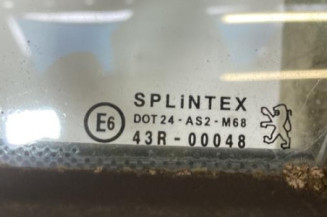 SPLiNTEX
E6 DOT24-AS2-M68
43R-00048